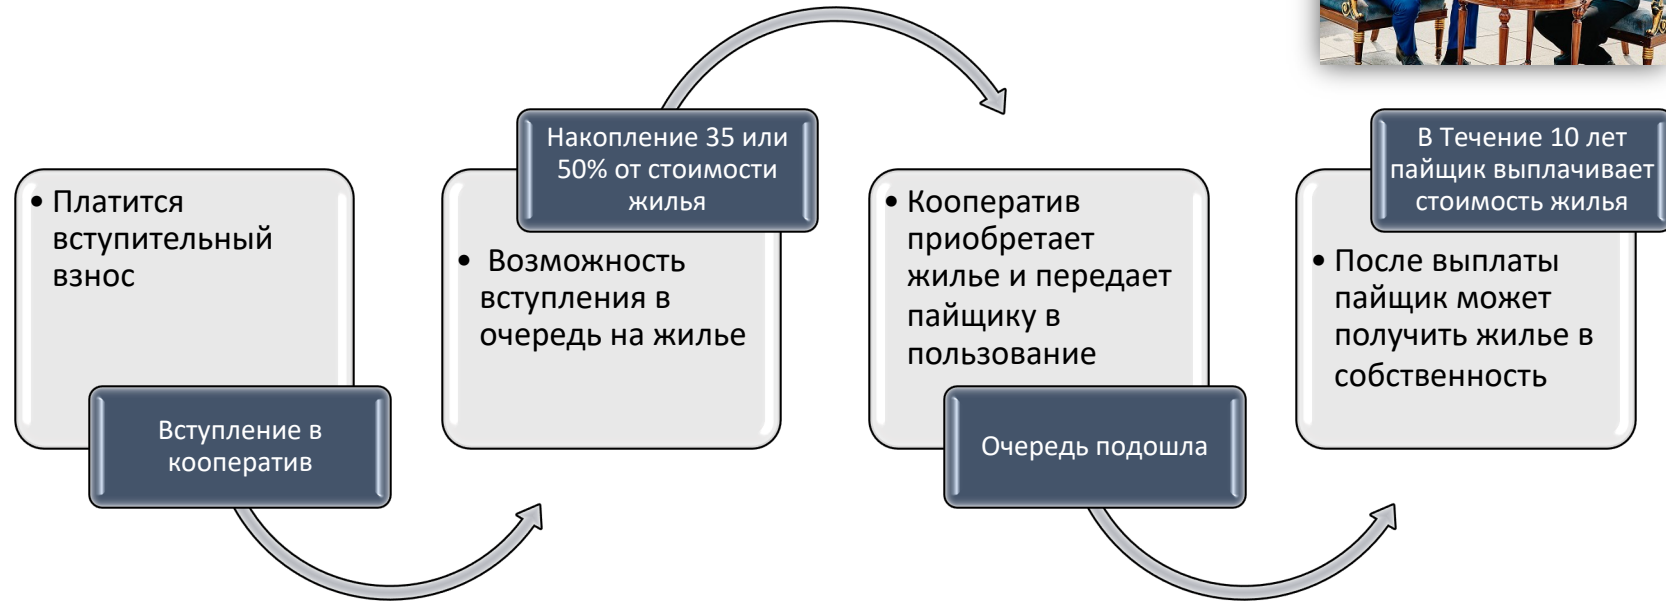 • Платится
вступительный
взнос
Вступление в
кооператив
Накопление 35 или
50% от стоимости
жилья
• Возможность
вступления в
очередь на жилье
• Кооператив
приобретает
жилье и передает
пайщику в
пользование
Очередь подошла
В Течение 10 лет
пайщик выплачивает
стоимость жилья
• После выплаты
пайщик может
получить жилье в
собственность